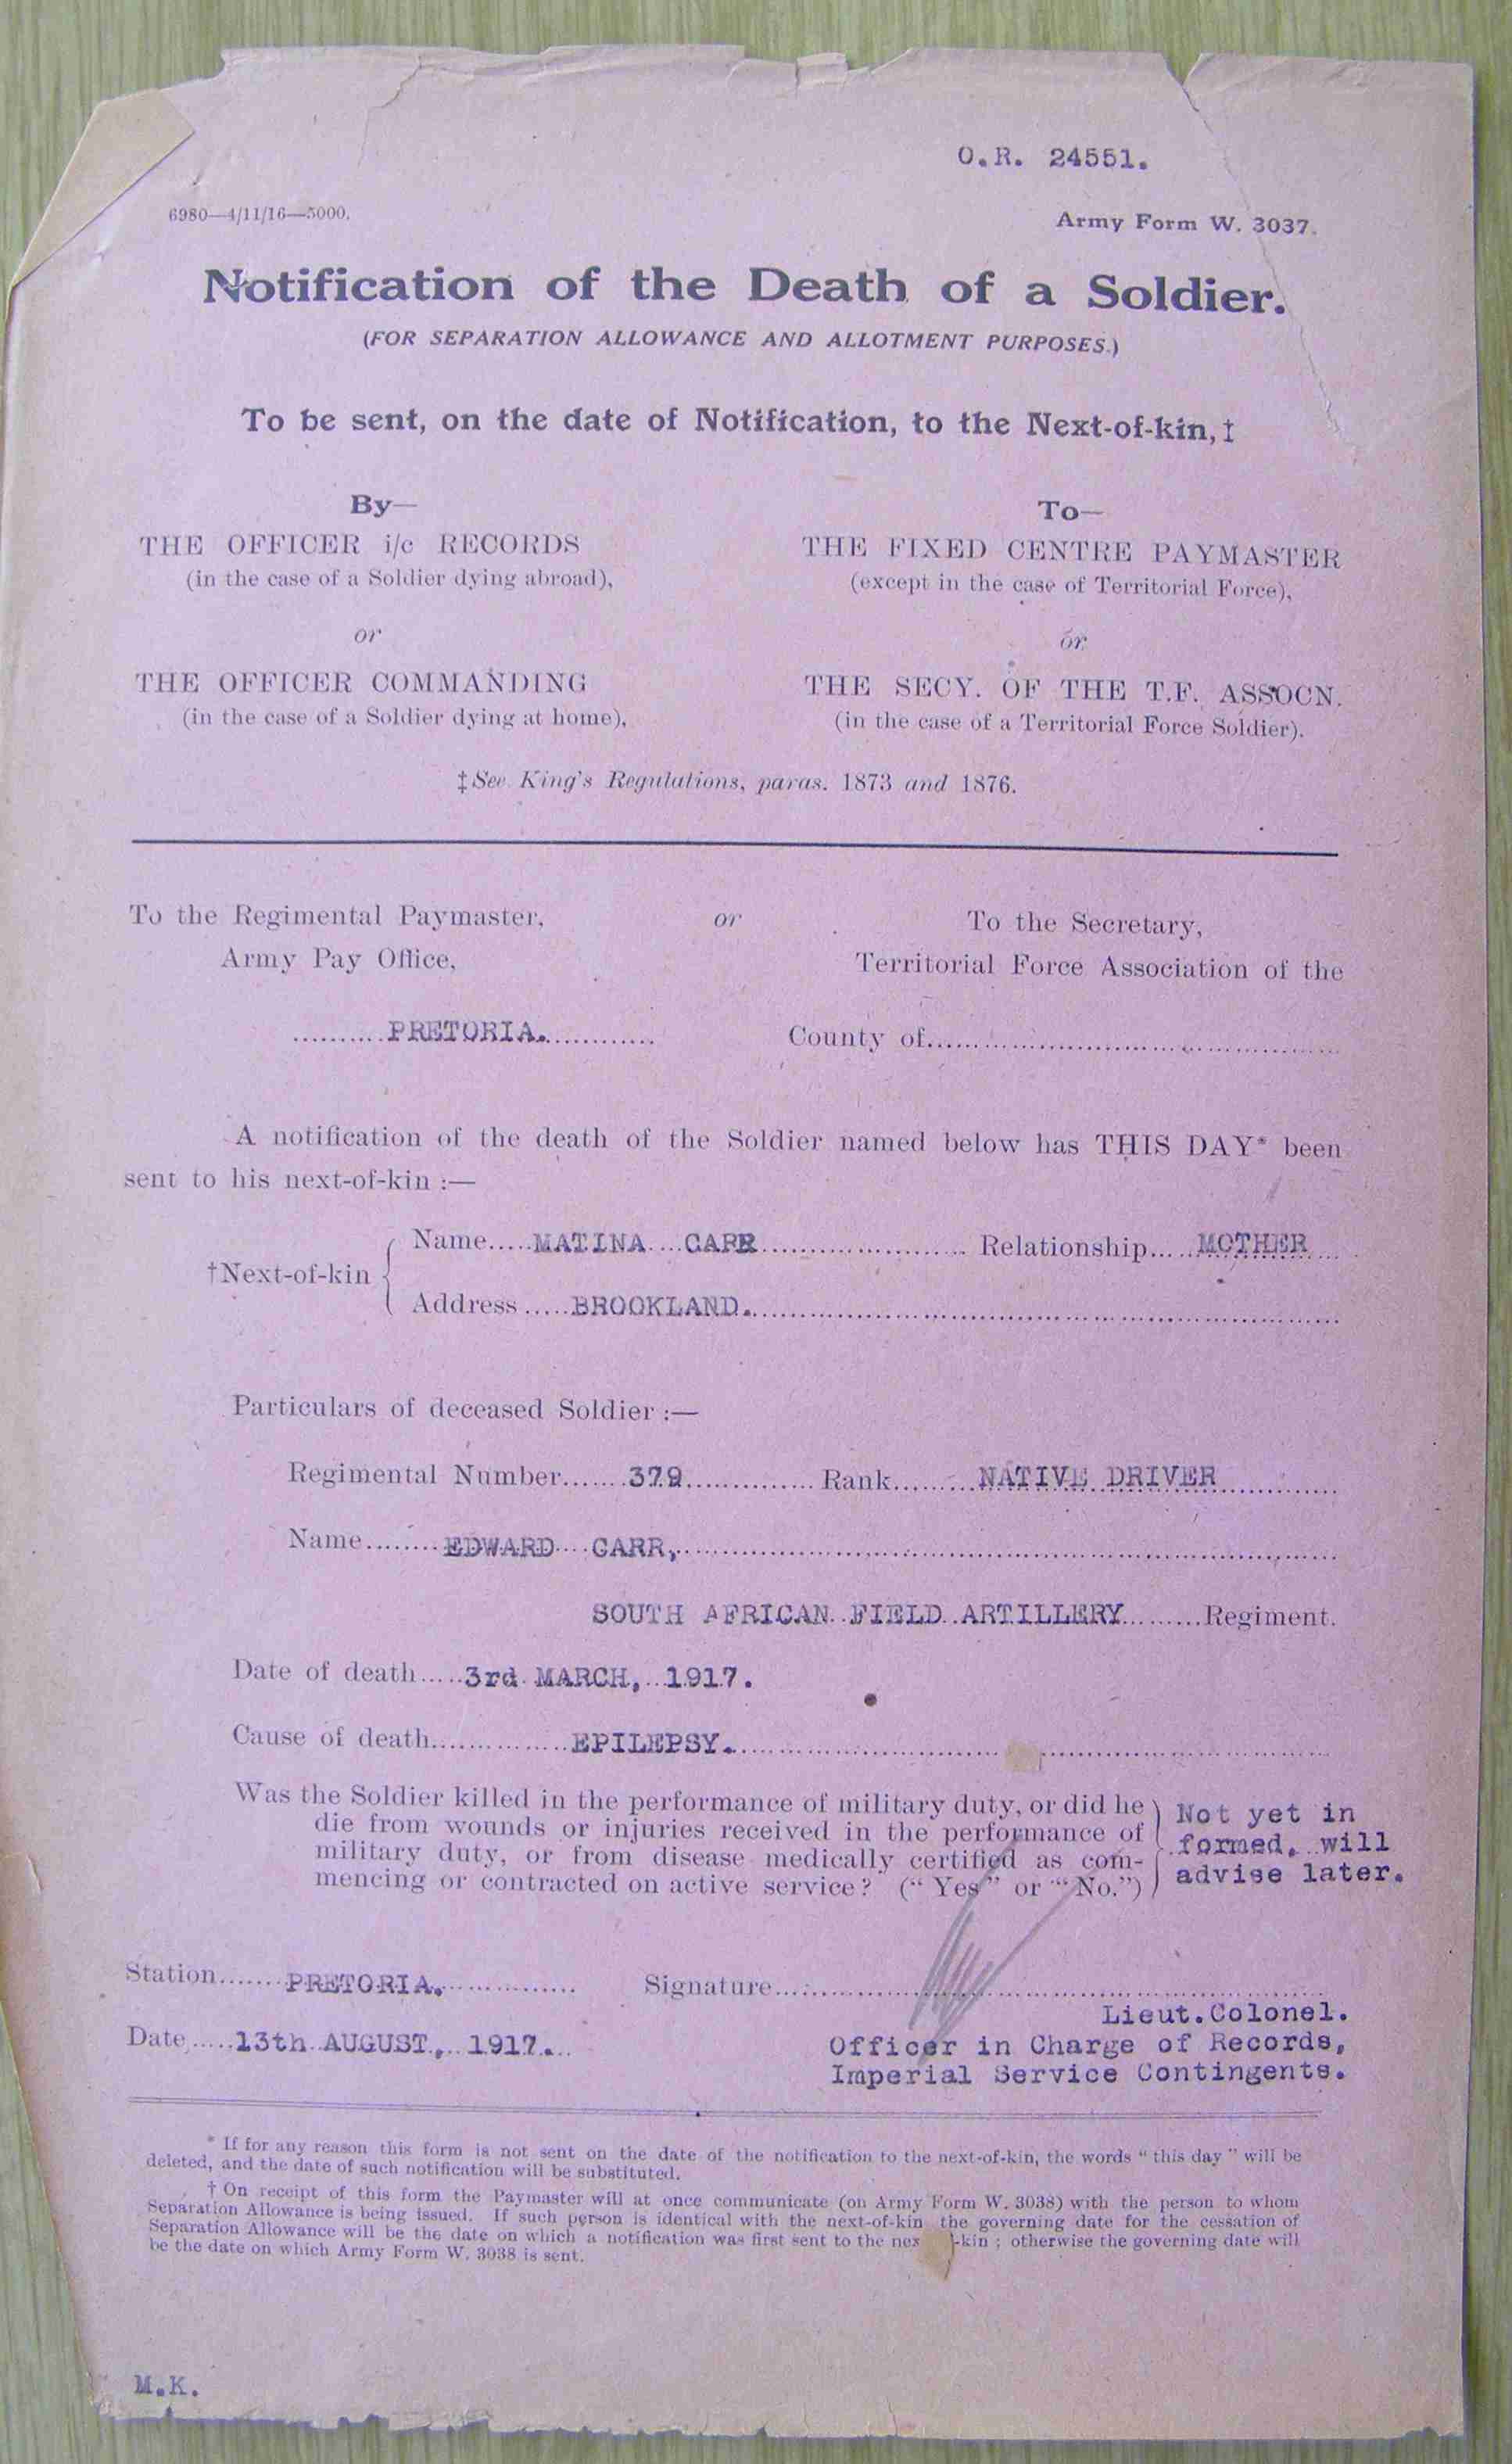 O.R. 24551.
6980—4/11/16—5000.
Army Form W. 3037.
Notification of the Death of a Soldier.
(FOR SEPARATION ALLOWANCE AND ALLOTMENT PURPOSES.)
To be sent, on the date of Notification, to the Next-of-kin,‡
By—
THE OFFICER i/c RECORDS
(in the case of a Soldier dying abroad),
or
THE OFFICER COMMANDING
(in the case of a Soldier dying at home),
To—
THE FIXED CENTRE PAYMASTER
(except in the case of Territorial Force),
or
THE SECY. OF THE T.F. ASSOCN.
(in the case of a Territorial Force Soldier).
‡See King's Regulations, paras. 1873 and 1876.
To the Regimental Paymaster,
Army Pay Office,
PRETORIA.
or
To the Secretary,
Territorial Force Association of the
County of
A notification of the death of the Soldier named below has THIS DAY* been
sent to his next-of-kin :—
†Next-of-kin
Name MATINA CARR Relationship MOTHER
Address BROOKLAND.
Particulars of deceased Soldier :—
Regimental Number 379 Rank NATIVE DRIVER
Name EDWARD CARR,
SOUTH AFRICAN FIELD ARTILLERY Regiment.
Date of death 3rd MARCH, 1917.
Cause of death EPILEPSY.
Was the Soldier killed in the performance of military duty, or did he
die from wounds or injuries received in the performance of
military duty, or from disease medically certified as com-
mencing or contracted on active service? ("Yes" or "No.")
Not yet in
formed, will
advise later.
Station PRETORIA. Signature
Lieut.Colonel.
Date 13th AUGUST, 1917.
Officer in Charge of Records,
Imperial Service Contingents.
* If for any reason this form is not sent on the date of the notification to the next-of-kin, the words "this day" will be
deleted, and the date of such notification will be substituted.
† On receipt of this form the Paymaster will at once communicate (on Army Form W. 3038) with the person to whom
Separation Allowance is being issued. If such person is identical with the next-of-kin the governing date for the cessation of
Separation Allowance will be the date on which a notification was first sent to the nex -kin ; otherwise the governing date will
be the date on which Army Form W. 3038 is sent.
M.K.